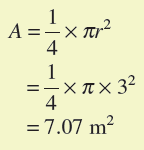 A = 1/4 × πr²
= 1/4 × π × 3²
= 7.07 m²